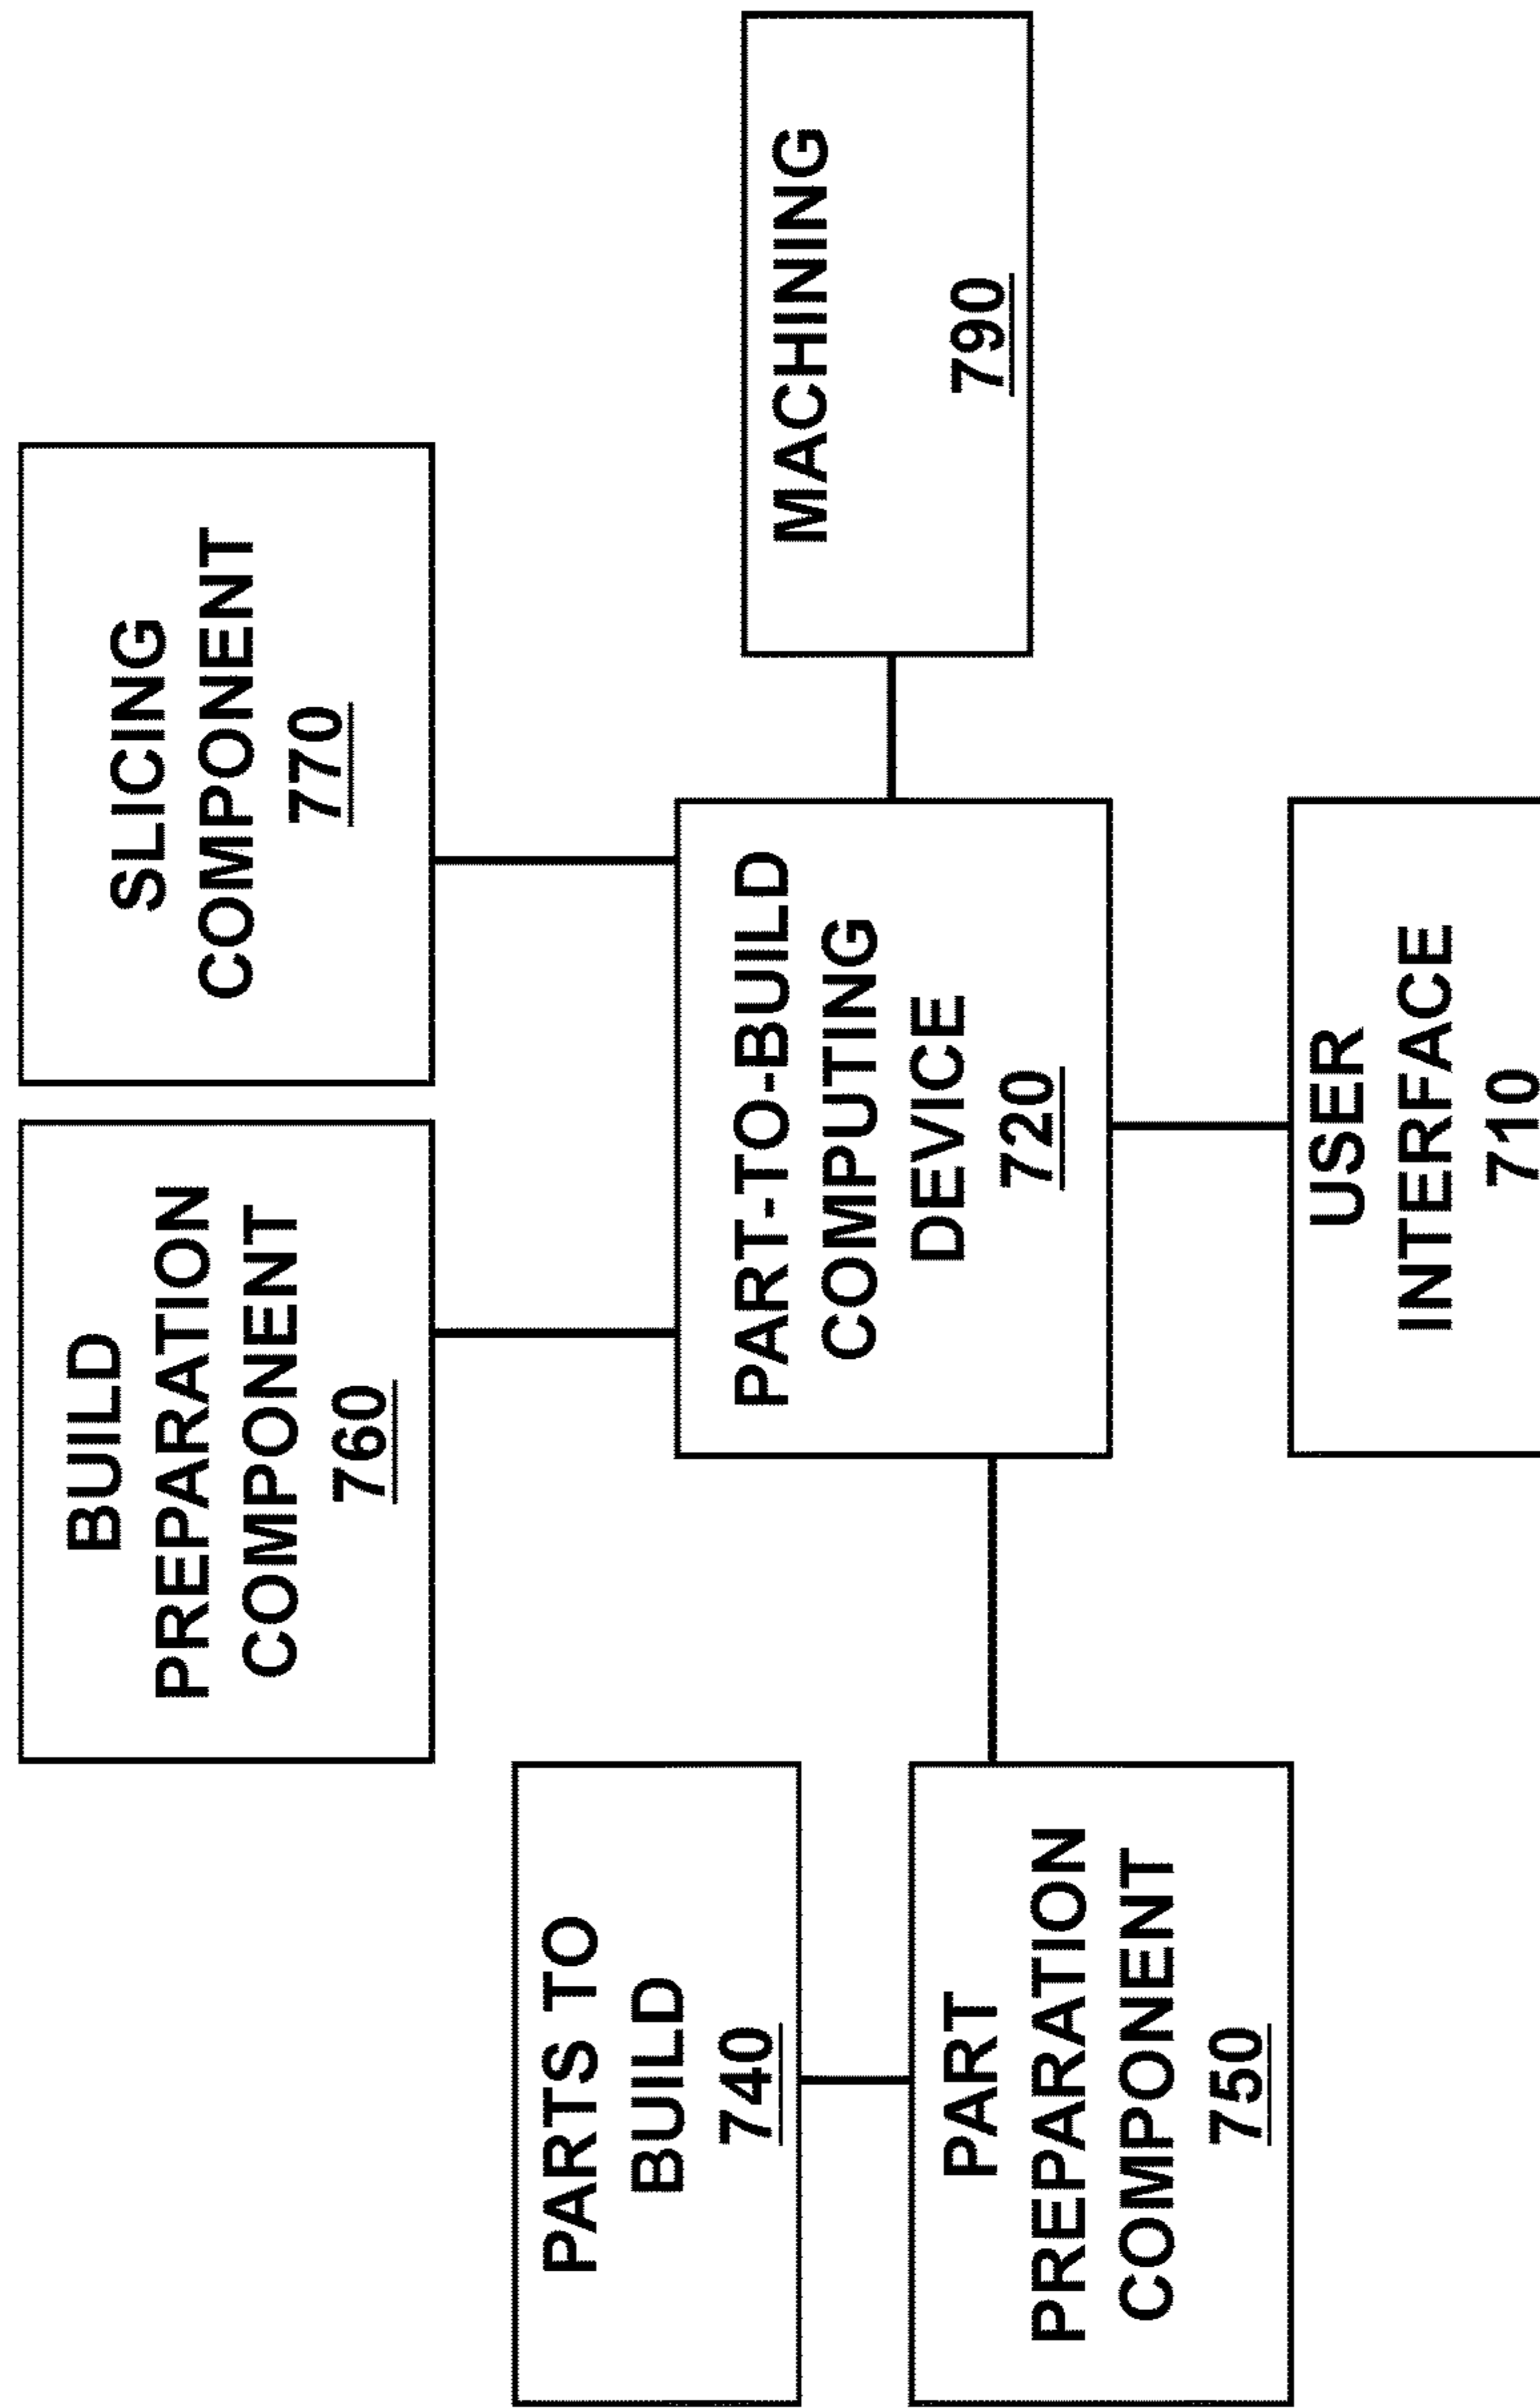 BUILD
PREPARATION
COMPONENT
760
SLICING
COMPONENT
770
PARTS TO
BUILD
740
PART-TO-BUILD
COMPUTING
DEVICE
720
MACHINING
790
PART
PREPARATION
COMPONENT
750
USER
INTERFACE
710